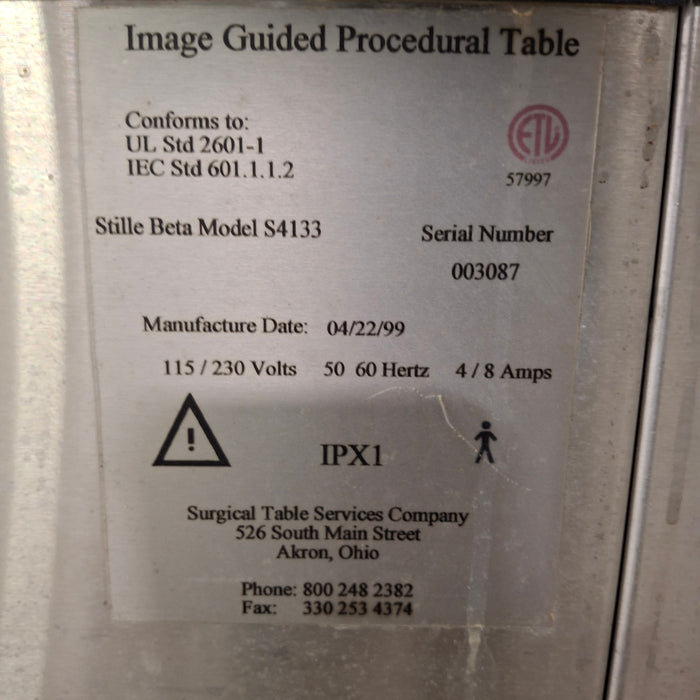 Image Guided Procedural Table
Conforms to:
UL Std 2601-1
IEC Std 601.1.1.2
ETL
LISTED
57997
Stille Beta Model S4133
Serial Number
003087
Manufacture Date: 04/22/99
115 / 230 Volts 50 60 Hertz 4 / 8 Amps
!
IPX1
Surgical Table Services Company
526 South Main Street
Akron, Ohio
Phone: 800 248 2382
Fax: 330 253 4374